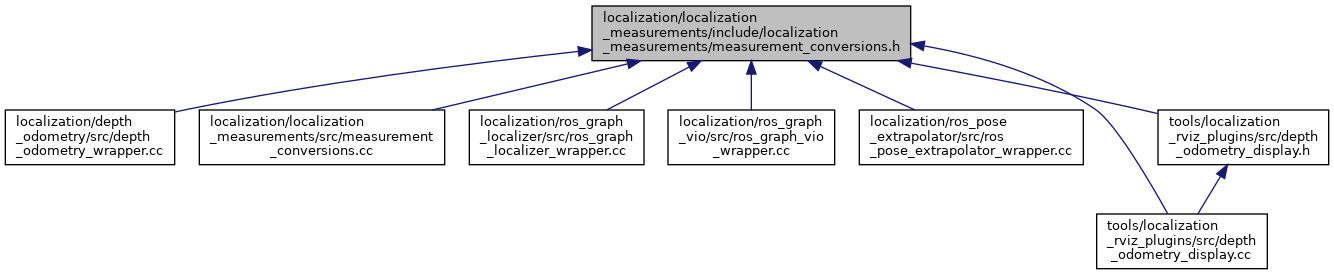 localization/localization
_measurements/include/localization
_measurements/measurement_conversions.h
localization/depth
_odometry/src/depth
_odometry_wrapper.cc
localization/localization
_measurements/src/measurement
_conversions.cc
localization/ros_graph
_localizer/src/ros_graph
_localizer_wrapper.cc
localization/ros_graph
_vio/src/ros_graph_vio
_wrapper.cc
localization/ros_pose
_extrapolator/src/ros
_pose_extrapolator_wrapper.cc
tools/localization
_rviz_plugins/src/depth
_odometry_display.h
tools/localization
_rviz_plugins/src/depth
_odometry_display.cc